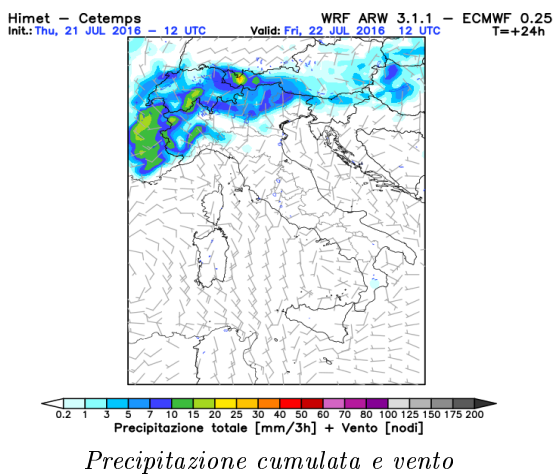 Himet – Cetemps WRF ARW 3.1.1 – ECMWF 0.25
Init.: Thu, 21 JUL 2016 – 12 UTC Valid: Fri, 22 JUL 2016 12 UTC T=+24h
0.2 1 3 5 7 10 15 20 25 30 40 50 60 70 80 100 125 150 175 200
Precipitazione totale [mm/3h] + Vento [nodi]
Precipitazione cumulata e vento